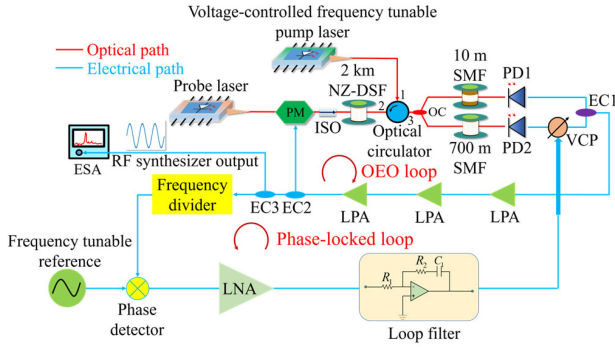 Voltage-controlled frequency tunable
pump laser
Optical path
Electrical path
2 km
NZ-DSF
10 m
SMF
PD1
EC1
Probe laser
PM
ISO
1
2
3
OC
Optical
circulator
700 m
SMF
PD2
VCP
ESA
RF synthesizer output
OEO loop
Frequency
divider
EC3
EC2
LPA
LPA
LPA
Phase-locked loop
Frequency tunable
reference
Phase
detector
LNA
R1
R2
C1
Loop filter